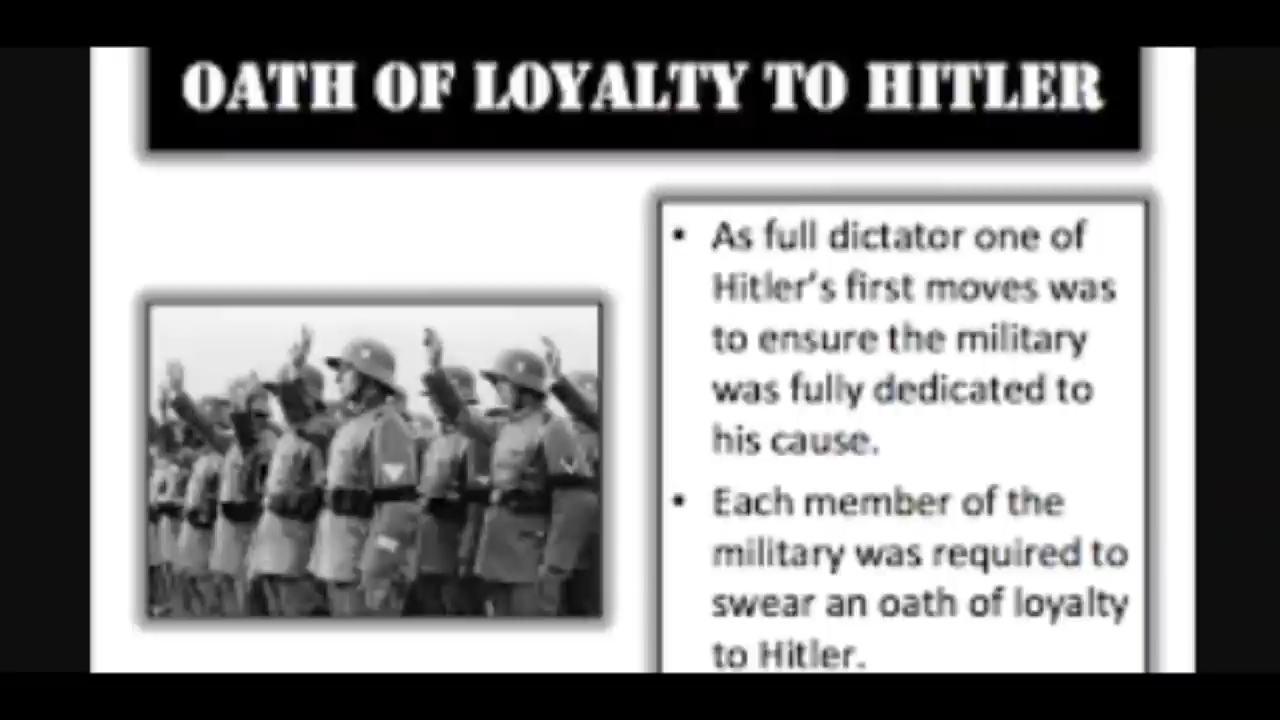 OATH OF LOYALTY TO HITLER
• As full dictator one of
Hitler's first moves was
to ensure the military
was fully dedicated to
his cause.
• Each member of the
military was required to
swear an oath of loyalty
to Hitler.